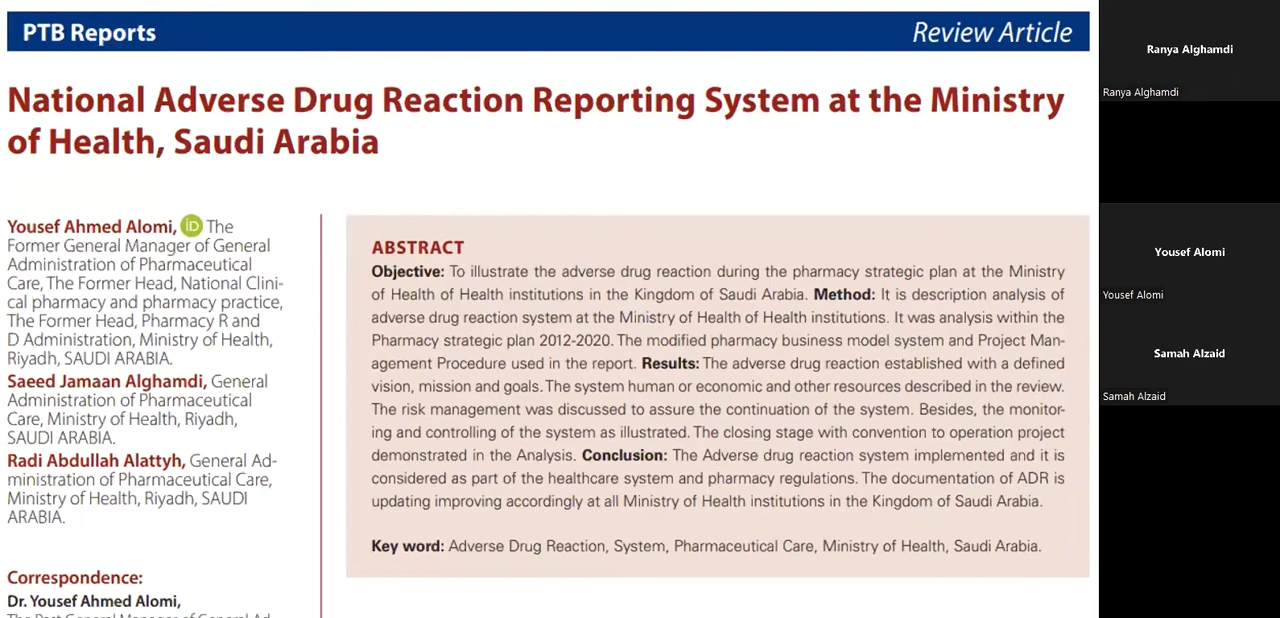 PTB Reports
Review Article
National Adverse Drug Reaction Reporting System at the Ministry
of Health, Saudi Arabia
Yousef Ahmed Alomi, iD The
Former General Manager of General
Administration of Pharmaceutical
Care, The Former Head, National Clini-
cal pharmacy and pharmacy practice,
The Former Head, Pharmacy R and
D Administration, Ministry of Health,
Riyadh, SAUDI ARABIA.
Saeed Jamaan Alghamdi, General
Administration of Pharmaceutical
Care, Ministry of Health, Riyadh,
SAUDI ARABIA.
Radi Abdullah Alattyh, General Ad-
ministration of Pharmaceutical Care,
Ministry of Health, Riyadh, SAUDI
ARABIA.
Correspondence:
Dr. Yousef Ahmed Alomi,
The Past General Manager of General Ad-
ABSTRACT
Objective: To illustrate the adverse drug reaction during the pharmacy strategic plan at the Ministry
of Health of Health institutions in the Kingdom of Saudi Arabia. Method: It is description analysis of
adverse drug reaction system at the Ministry of Health of Health institutions. It was analysis within the
Pharmacy strategic plan 2012-2020. The modified pharmacy business model system and Project Man-
agement Procedure used in the report. Results: The adverse drug reaction established with a defined
vision, mission and goals. The system human or economic and other resources described in the review.
The risk management was discussed to assure the continuation of the system. Besides, the monitor-
ing and controlling of the system as illustrated. The closing stage with convention to operation project
demonstrated in the Analysis. Conclusion: The Adverse drug reaction system implemented and it is
considered as part of the healthcare system and pharmacy regulations. The documentation of ADR is
updating improving accordingly at all Ministry of Health institutions in the Kingdom of Saudi Arabia.
Key word: Adverse Drug Reaction, System, Pharmaceutical Care, Ministry of Health, Saudi Arabia.
Ranya Alghamdi
Ranya Alghamdi
Yousef Alomi
Yousef Alomi
Samah Alzaid
Samah Alzaid